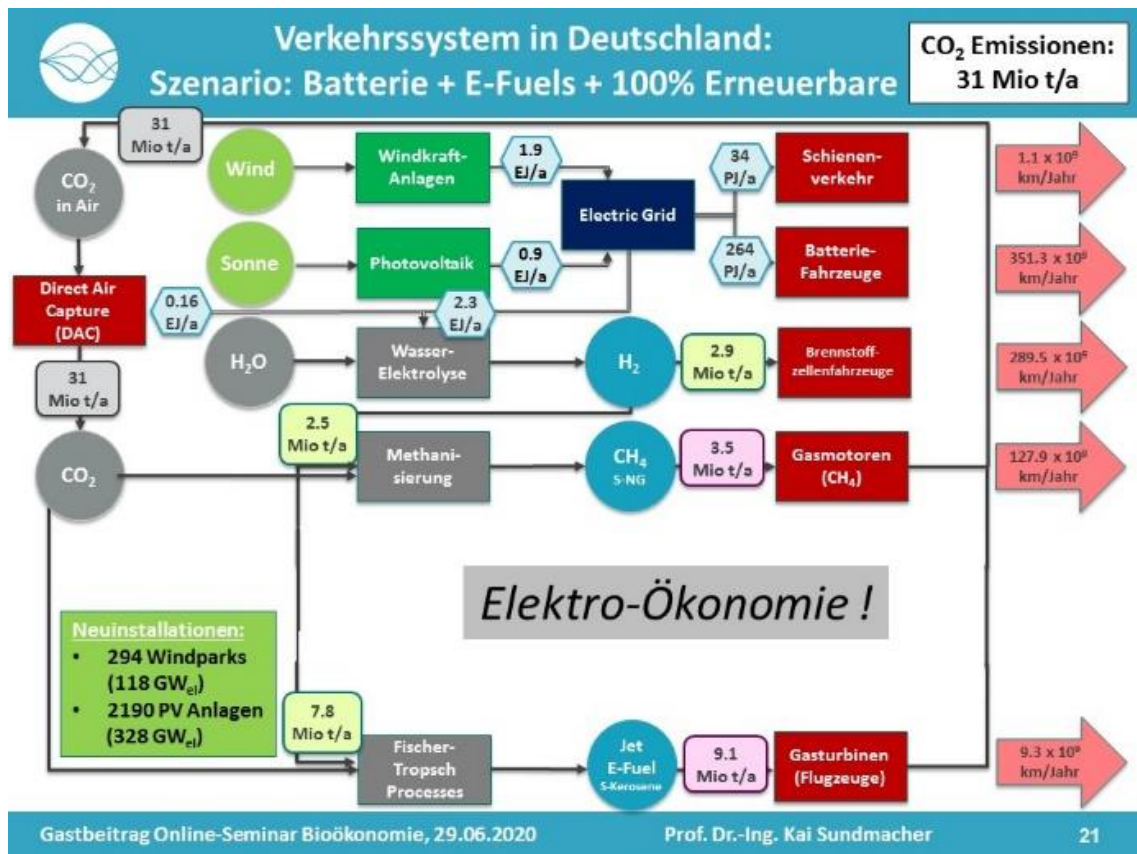 Verkehrssystem in Deutschland:
Szenario: Batterie + E-Fuels + 100% Erneuerbare
CO₂ Emissionen:
31 Mio t/a
31
Mio t/a
Wind
Windkraft-
Anlagen
1.9
EJ/a
34
PJ/a
Schienen-
verkehr
1.1 x 10⁹
km/Jahr
CO₂
in Air
Electric Grid
Sonne
Photovoltaik
0.9
EJ/a
264
PJ/a
Batterie-
Fahrzeuge
351.3 x 10⁹
km/Jahr
Direct Air
Capture
(DAC)
0.16
EJ/a
2.3
EJ/a
H₂O
Wasser-
Elektrolyse
H₂
2.9
Mio t/a
Brennstoff-
zellenfahrzeuge
289.5 x 10⁹
km/Jahr
31
Mio t/a
2.5
Mio t/a
CO₂
Methani-
sierung
CH₄
S-NG
3.5
Mio t/a
Gasmotoren
(CH₄)
127.9 x 10⁹
km/Jahr
Elektro-Ökonomie !
Neuinstallationen:
• 294 Windparks
(118 GWel)
• 2190 PV Anlagen
(328 GWel)
7.8
Mio t/a
Fischer-
Tropsch
Processes
Jet
E-Fuel
S-Kerosene
9.1
Mio t/a
Gasturbinen
(Flugzeuge)
9.3 x 10⁹
km/Jahr
Gastbeitrag Online-Seminar Bioökonomie, 29.06.2020
Prof. Dr.-Ing. Kai Sundmacher
21